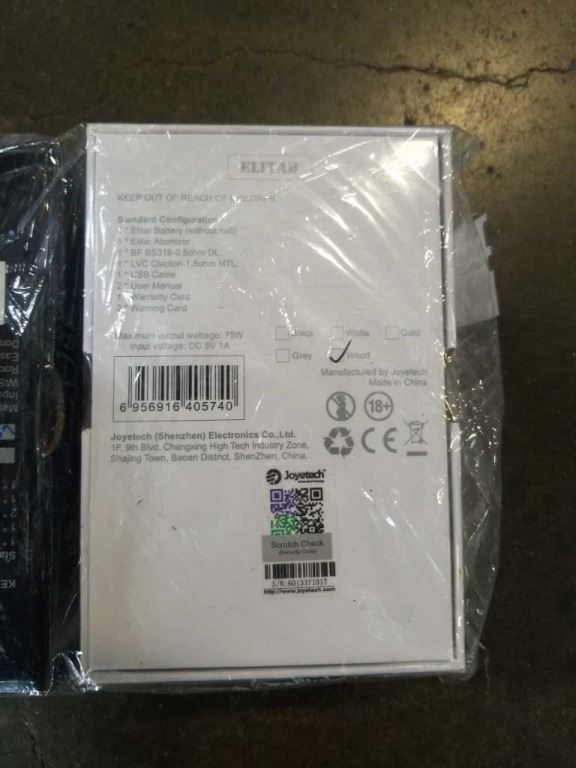 ELITAR
KEEP OUT OF REACH OF CHILDREN
Standard Configuration
1 * Elitar Battery (without cell)
1 * Elitar Atomizer
1 * BF SS316-0.5ohm DL.
1 * LVC Clapton-1.5ohm MTL.
1 * USB Cable
2 * User Manual
1 * Warranty Card
2 * Warning Card
Maximum output wattage: 75W
Input voltage: DC 5V 1A
Black White Gold
Grey Wood
Manufactured by Joyetech
Made in China
6 956916 405740
18+
CE
Joyetech (Shenzhen) Electronics Co., Ltd.
1F, 9th Blvd, Changxing High Tech Industry Zone,
Shajing Town, Baoan District, ShenZhen, China.
Joyetech
Scratch Check
(Security Code)
S/N:6013371017
http://www.joyetech.com